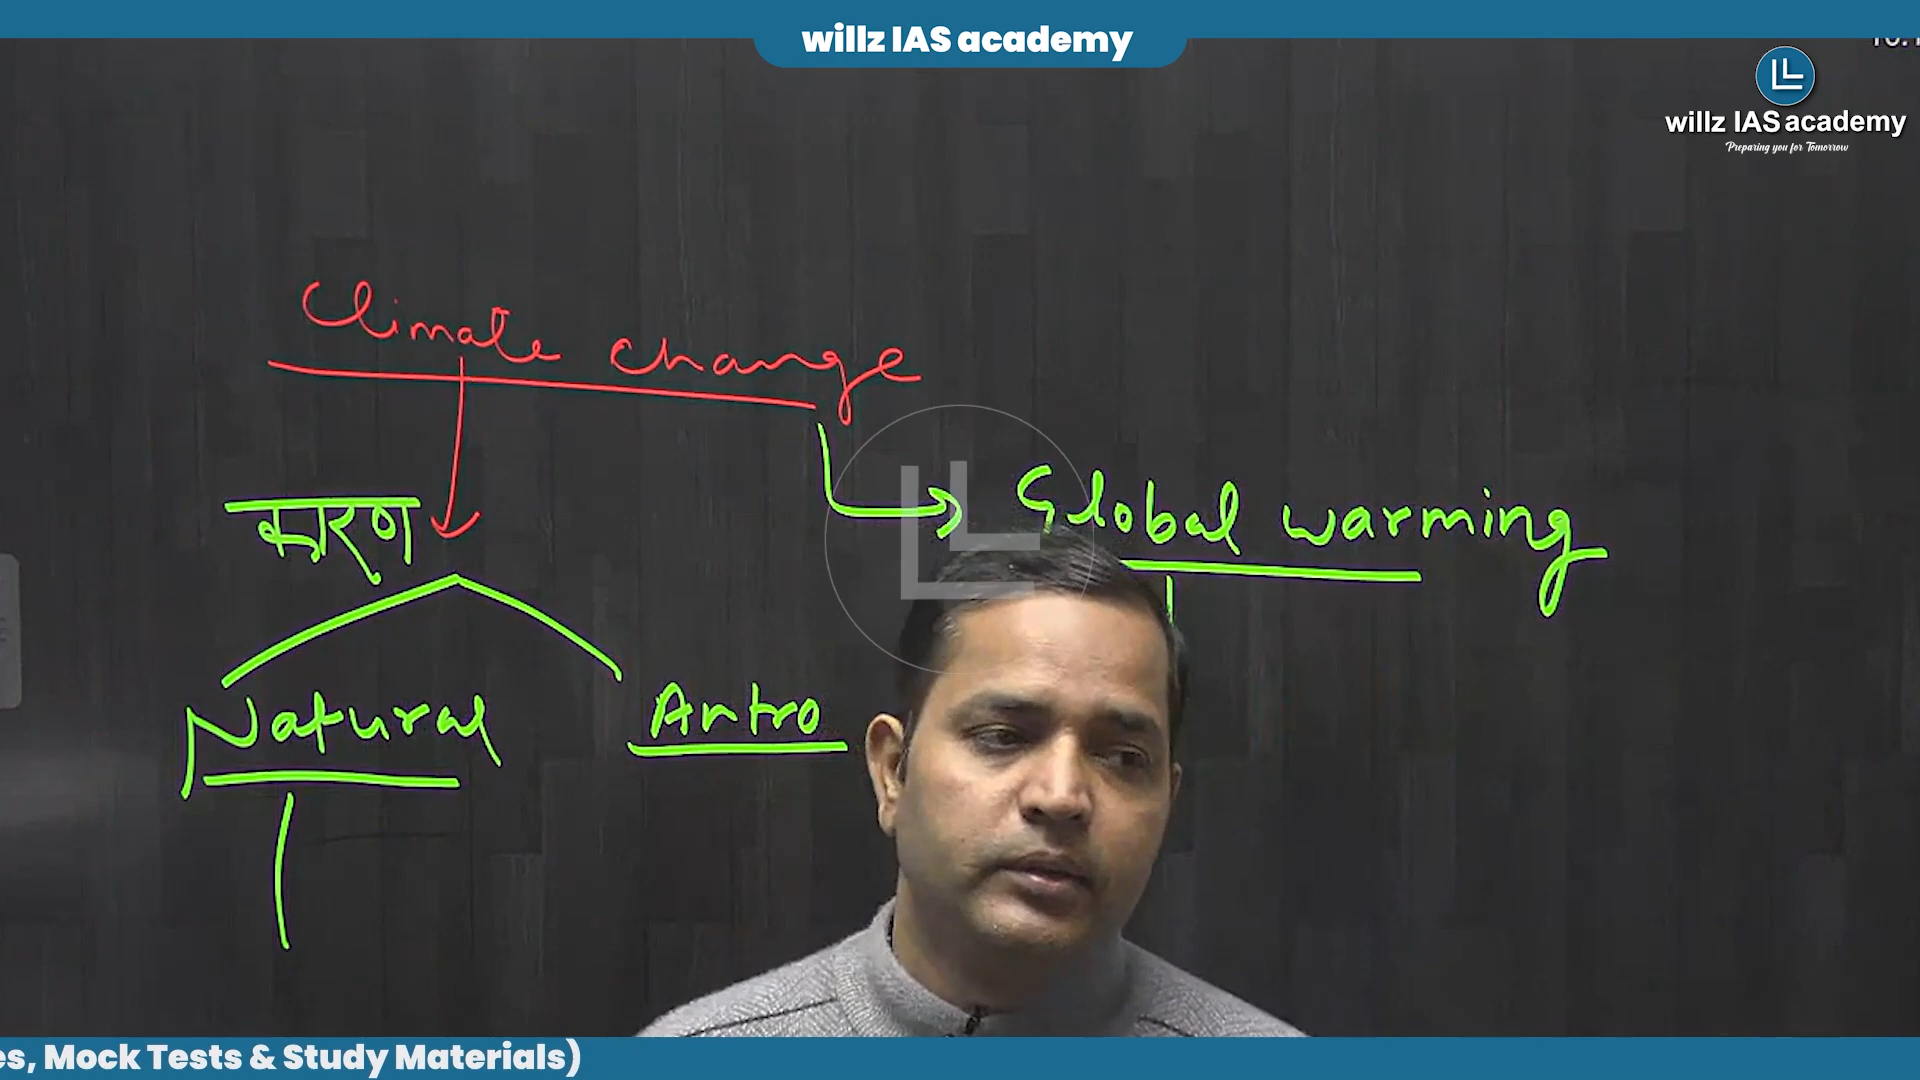 willz IAS academy
willz IAS academy
Preparing you for Tomorrow
Climate change
कारण
Global warming
Natural
Antro
es, Mock Tests & Study Materials)